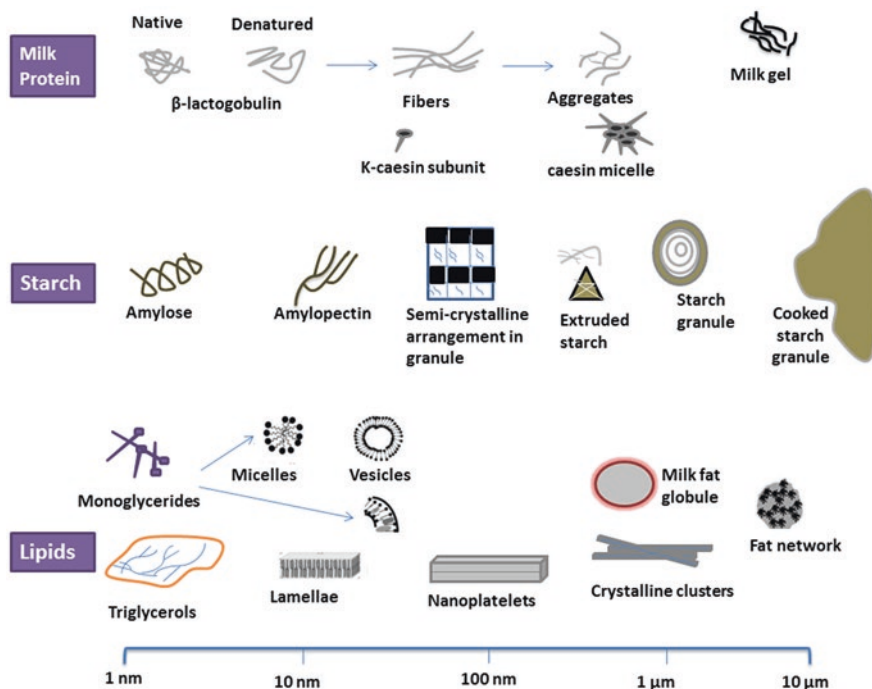 Native
Denatured
Milk
Protein
β-lactogobulin
Fibers
Aggregates
Milk gel
K-caesin subunit
caesin micelle
Starch
Amylose
Amylopectin
Semi-crystalline
arrangement in
granule
Extruded
starch
Starch
granule
Cooked
starch
granule
Monoglycerides
Micelles
Vesicles
Milk fat
globule
Fat network
Lipids
Triglycerols
Lamellae
Nanoplatelets
Crystalline clusters
1 nm
10 nm
100 nm
1 µm
10 µm